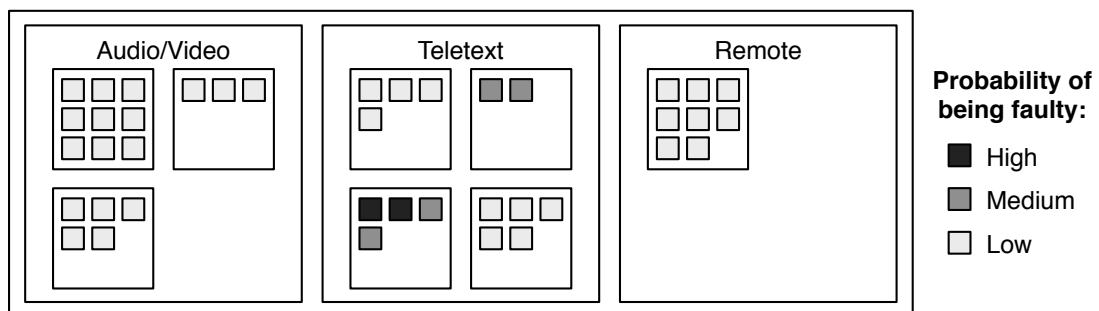 Audio/Video
Teletext
Remote
Probability of
being faulty:
High
Medium
Low